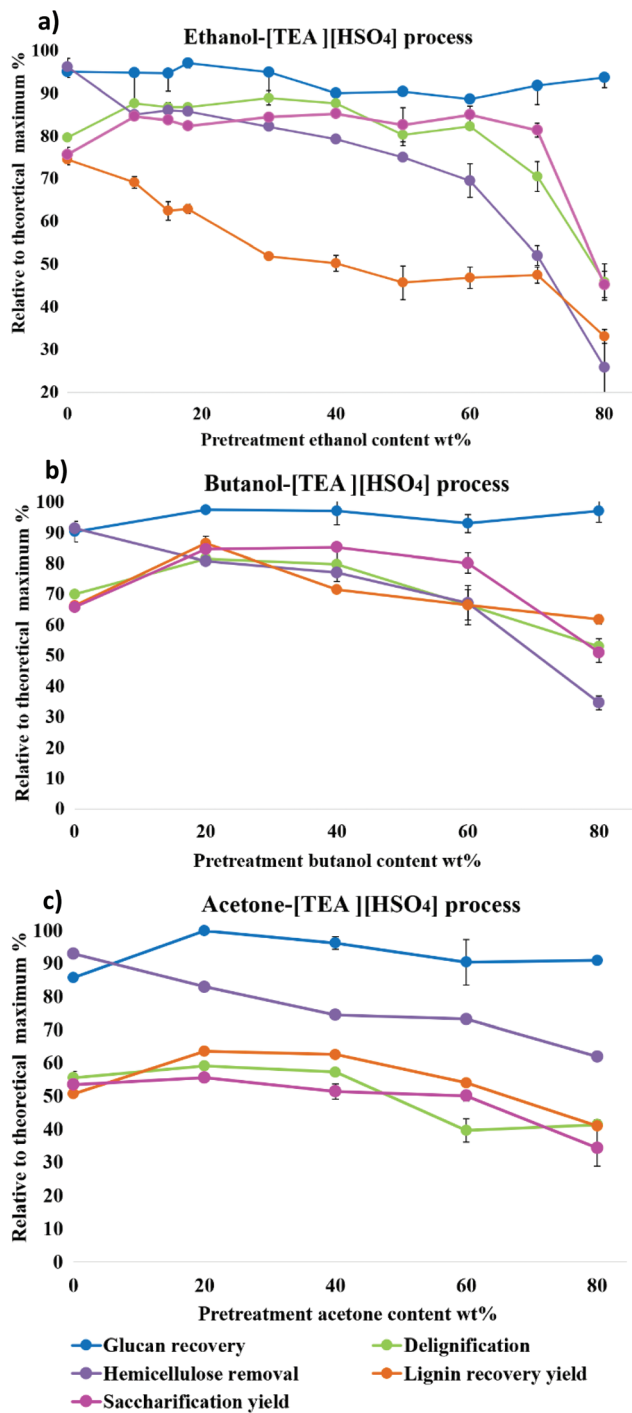 a)
Ethanol-[TEA ][HSO4] process
Relative to theoretical maximum %
100
90
80
70
60
50
40
30
20
0 20 40 60 80
Pretreatment ethanol content wt%
b)
Butanol-[TEA ][HSO4] process
Relative to theoretical maximum %
100
90
80
70
60
50
40
30
20
10
0
0 20 40 60 80
Pretreatment butanol content wt%
c)
Acetone-[TEA ][HSO4] process
Relative to theoretical maximum %
100
90
80
70
60
50
40
30
20
10
0
0 20 40 60 80
Pretreatment acetone content wt%
Glucan recovery Delignification
Hemicellulose removal Lignin recovery yield
Saccharification yield